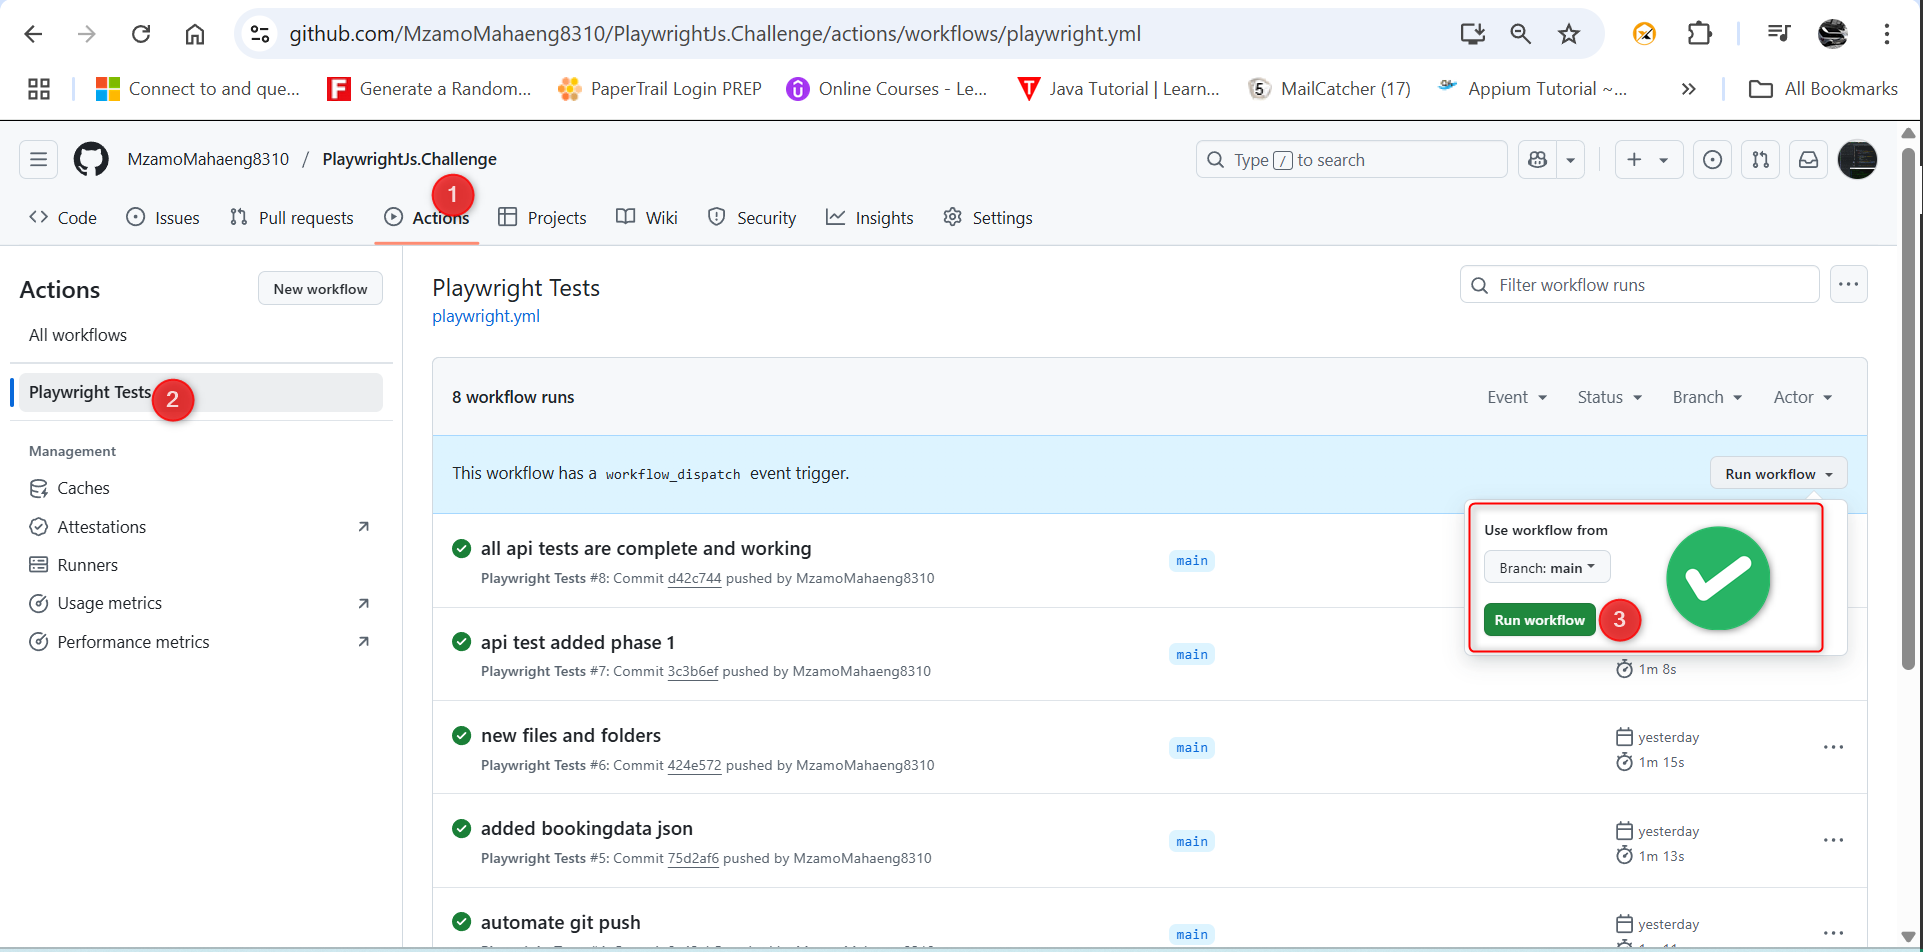 github.com/MzamoMahaeng8310/PlaywrightJs.Challenge/actions/workflows/playwright.yml
Connect to and que...
Generate a Random...
PaperTrail Login PREP
Online Courses - Le...
Java Tutorial | Learn...
MailCatcher (17)
Appium Tutorial ~...
»
All Bookmarks
MzamoMahaeng8310 / PlaywrightJs.Challenge
Type / to search
Code
Issues
Pull requests
Actions
1
Projects
Wiki
Security
Insights
Settings
Actions
New workflow
All workflows
Playwright Tests
2
Management
Caches
Attestations
Runners
Usage metrics
Performance metrics
Playwright Tests
playwright.yml
Filter workflow runs
8 workflow runs
Event
Status
Branch
Actor
This workflow has a workflow_dispatch event trigger.
Run workflow
Use workflow from
Branch: main
Run workflow
3
all api tests are complete and working
Playwright Tests #8: Commit d42c744 pushed by MzamoMahaeng8310
main
api test added phase 1
Playwright Tests #7: Commit 3c3b6ef pushed by MzamoMahaeng8310
main
1m 8s
new files and folders
Playwright Tests #6: Commit 424e572 pushed by MzamoMahaeng8310
main
yesterday
1m 15s
added bookingdata json
Playwright Tests #5: Commit 75d2af6 pushed by MzamoMahaeng8310
main
yesterday
1m 13s
automate git push
main
yesterday